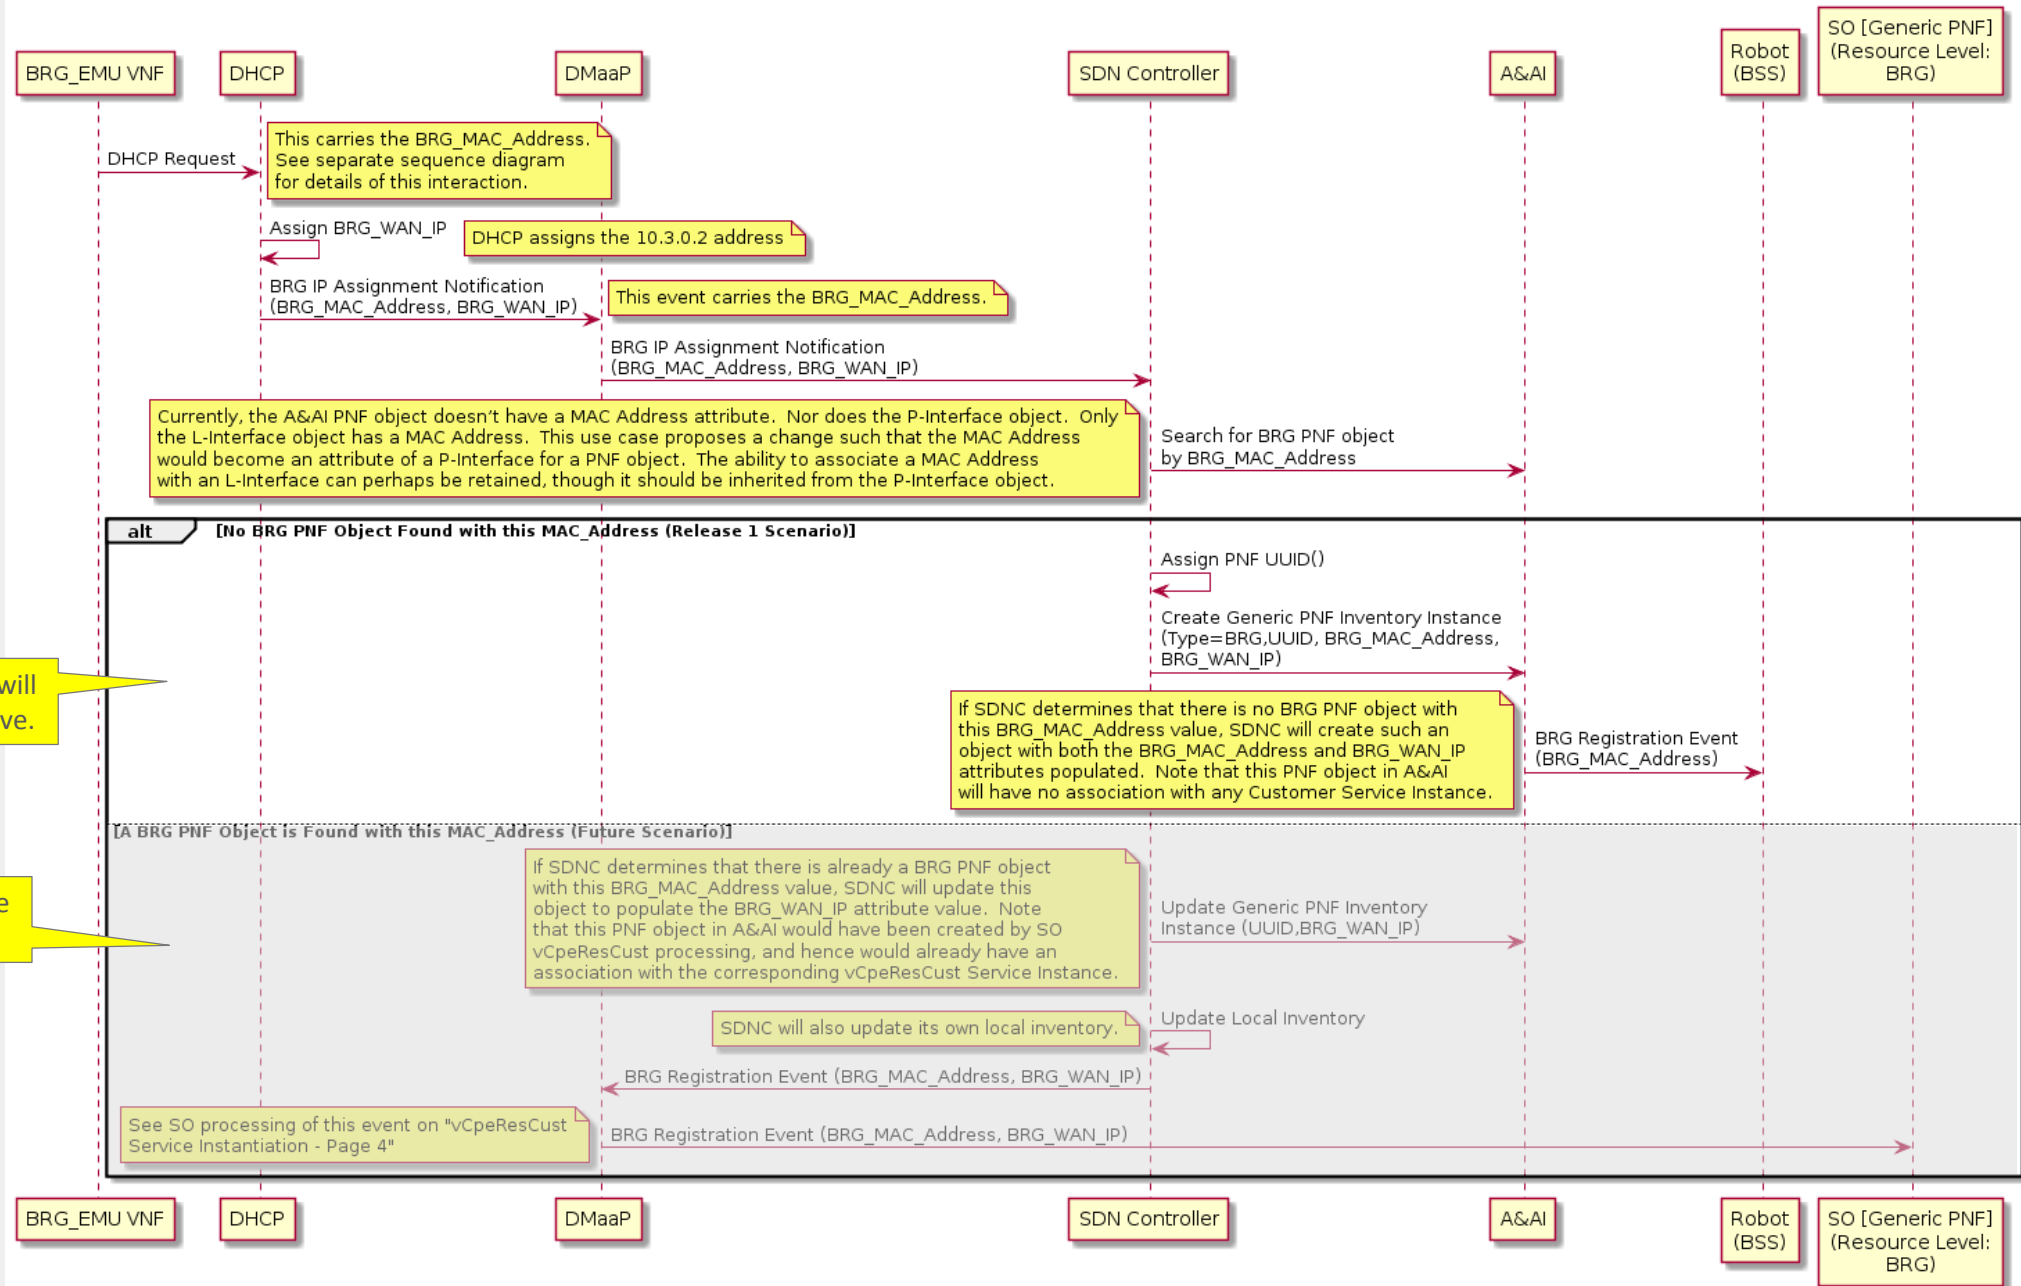 BRG_EMU VNF
DHCP
DMaaP
SDN Controller
A&AI
Robot
(BSS)
SO [Generic PNF]
(Resource Level:
BRG)
DHCP Request
This carries the BRG_MAC_Address.
See separate sequence diagram
for details of this interaction.
Assign BRG_WAN_IP
DHCP assigns the 10.3.0.2 address
BRG IP Assignment Notification
(BRG_MAC_Address, BRG_WAN_IP)
This event carries the BRG_MAC_Address.
BRG IP Assignment Notification
(BRG_MAC_Address, BRG_WAN_IP)
Currently, the A&AI PNF object doesn’t have a MAC Address attribute.  Nor does the P-Interface object.  Only
the L-Interface object has a MAC Address.  This use case proposes a change such that the MAC Address
would become an attribute of a P-Interface for a PNF object.  The ability to associate a MAC Address
with an L-Interface can perhaps be retained, though it should be inherited from the P-Interface object.
Search for BRG PNF object
by BRG_MAC_Address
alt
[No BRG PNF Object Found with this MAC_Address (Release 1 Scenario)]
Assign PNF UUID()
Create Generic PNF Inventory Instance
(Type=BRG,UUID, BRG_MAC_Address,
BRG_WAN_IP)
will
ve.
If SDNC determines that there is no BRG PNF object with
this BRG_MAC_Address value, SDNC will create such an
object with both the BRG_MAC_Address and BRG_WAN_IP
attributes populated.  Note that this PNF object in A&AI
will have no association with any Customer Service Instance.
BRG Registration Event
(BRG_MAC_Address)
[A BRG PNF Object is Found with this MAC_Address (Future Scenario)]
If SDNC determines that there is already a BRG PNF object
with this BRG_MAC_Address value, SDNC will update this
object to populate the BRG_WAN_IP attribute value.  Note
that this PNF object in A&AI would have been created by SO
vCpeResCust processing, and hence would already have an
association with the corresponding vCpeResCust Service Instance.
e
Update Generic PNF Inventory
Instance (UUID,BRG_WAN_IP)
SDNC will also update its own local inventory.
Update Local Inventory
BRG Registration Event (BRG_MAC_Address, BRG_WAN_IP)
See SO processing of this event on "vCpeResCust
Service Instantiation - Page 4"
BRG Registration Event (BRG_MAC_Address, BRG_WAN_IP)
BRG_EMU VNF
DHCP
DMaaP
SDN Controller
A&AI
Robot
(BSS)
SO [Generic PNF]
(Resource Level:
BRG)